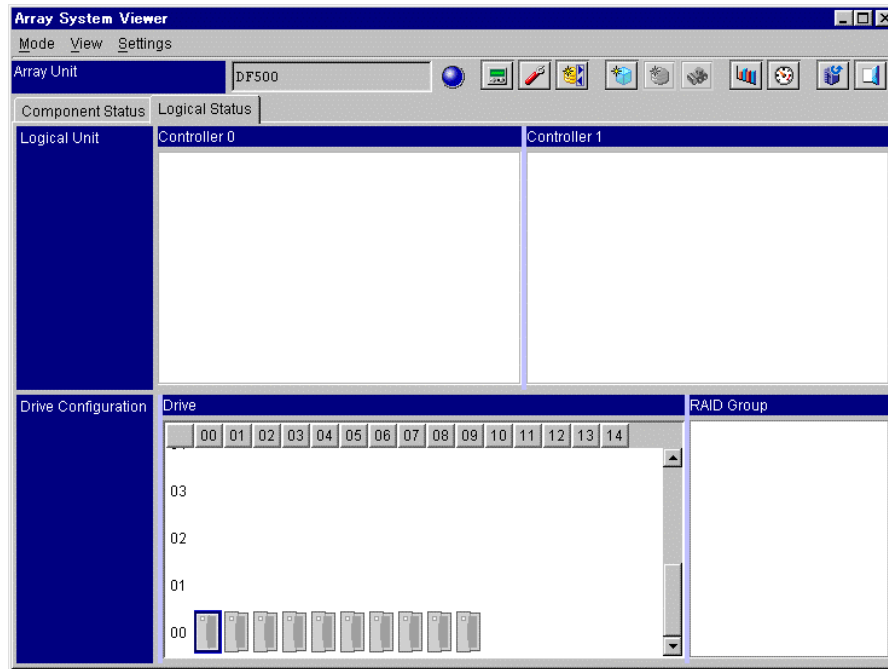 Array System Viewer
Mode View Settings
Array Unit DF500
Component Status Logical Status
Logical Unit Controller 0 Controller 1
Drive Configuration Drive RAID Group
00 01 02 03 04 05 06 07 08 09 10 11 12 13 14
03
02
01
00